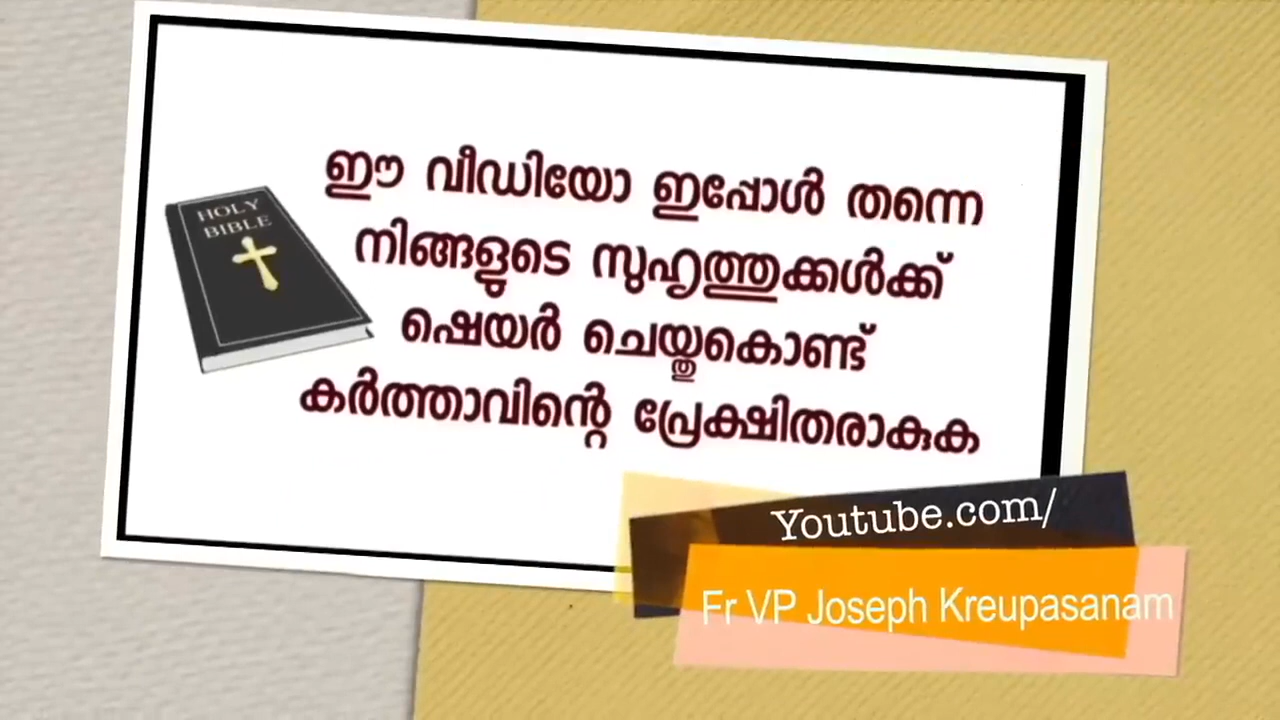 HOLY
BIBLE
ഈ വീഡിയോ ഇപ്പോൾ തന്നെ
നിങ്ങളുടെ സുഹൃത്തുക്കൾക്ക്
ഷെയർ ചെയ്തുകൊണ്ട്
കർത്താവിന്റെ പ്രേക്ഷിതരാകുക
Youtube.com/
Fr VP Joseph Kreupasanam